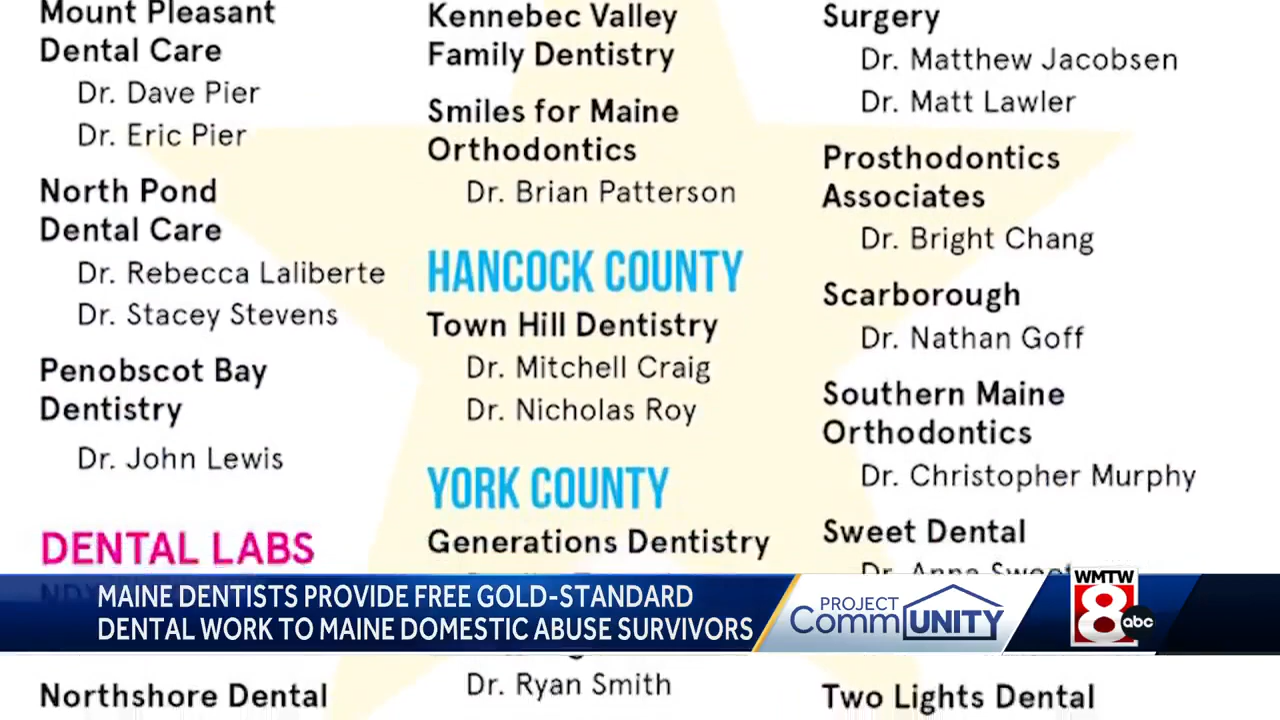 Mount Pleasant
Dental Care
Dr. Dave Pier
Dr. Eric Pier
North Pond
Dental Care
Dr. Rebecca Laliberte
Dr. Stacey Stevens
Penobscot Bay
Dentistry
Dr. John Lewis
DENTAL LABS
Northshore Dental
Kennebec Valley
Family Dentistry
Smiles for Maine
Orthodontics
Dr. Brian Patterson
HANCOCK COUNTY
Town Hill Dentistry
Dr. Mitchell Craig
Dr. Nicholas Roy
YORK COUNTY
Generations Dentistry
Dr. Ryan Smith
Surgery
Dr. Matthew Jacobsen
Dr. Matt Lawler
Prosthodontics
Associates
Dr. Bright Chang
Scarborough
Dr. Nathan Goff
Southern Maine
Orthodontics
Dr. Christopher Murphy
Sweet Dental
Dr. Anna Sweet
Two Lights Dental
MAINE DENTISTS PROVIDE FREE GOLD-STANDARD
DENTAL WORK TO MAINE DOMESTIC ABUSE SURVIVORS
PROJECT
CommUNITY
WMTW
8
abc